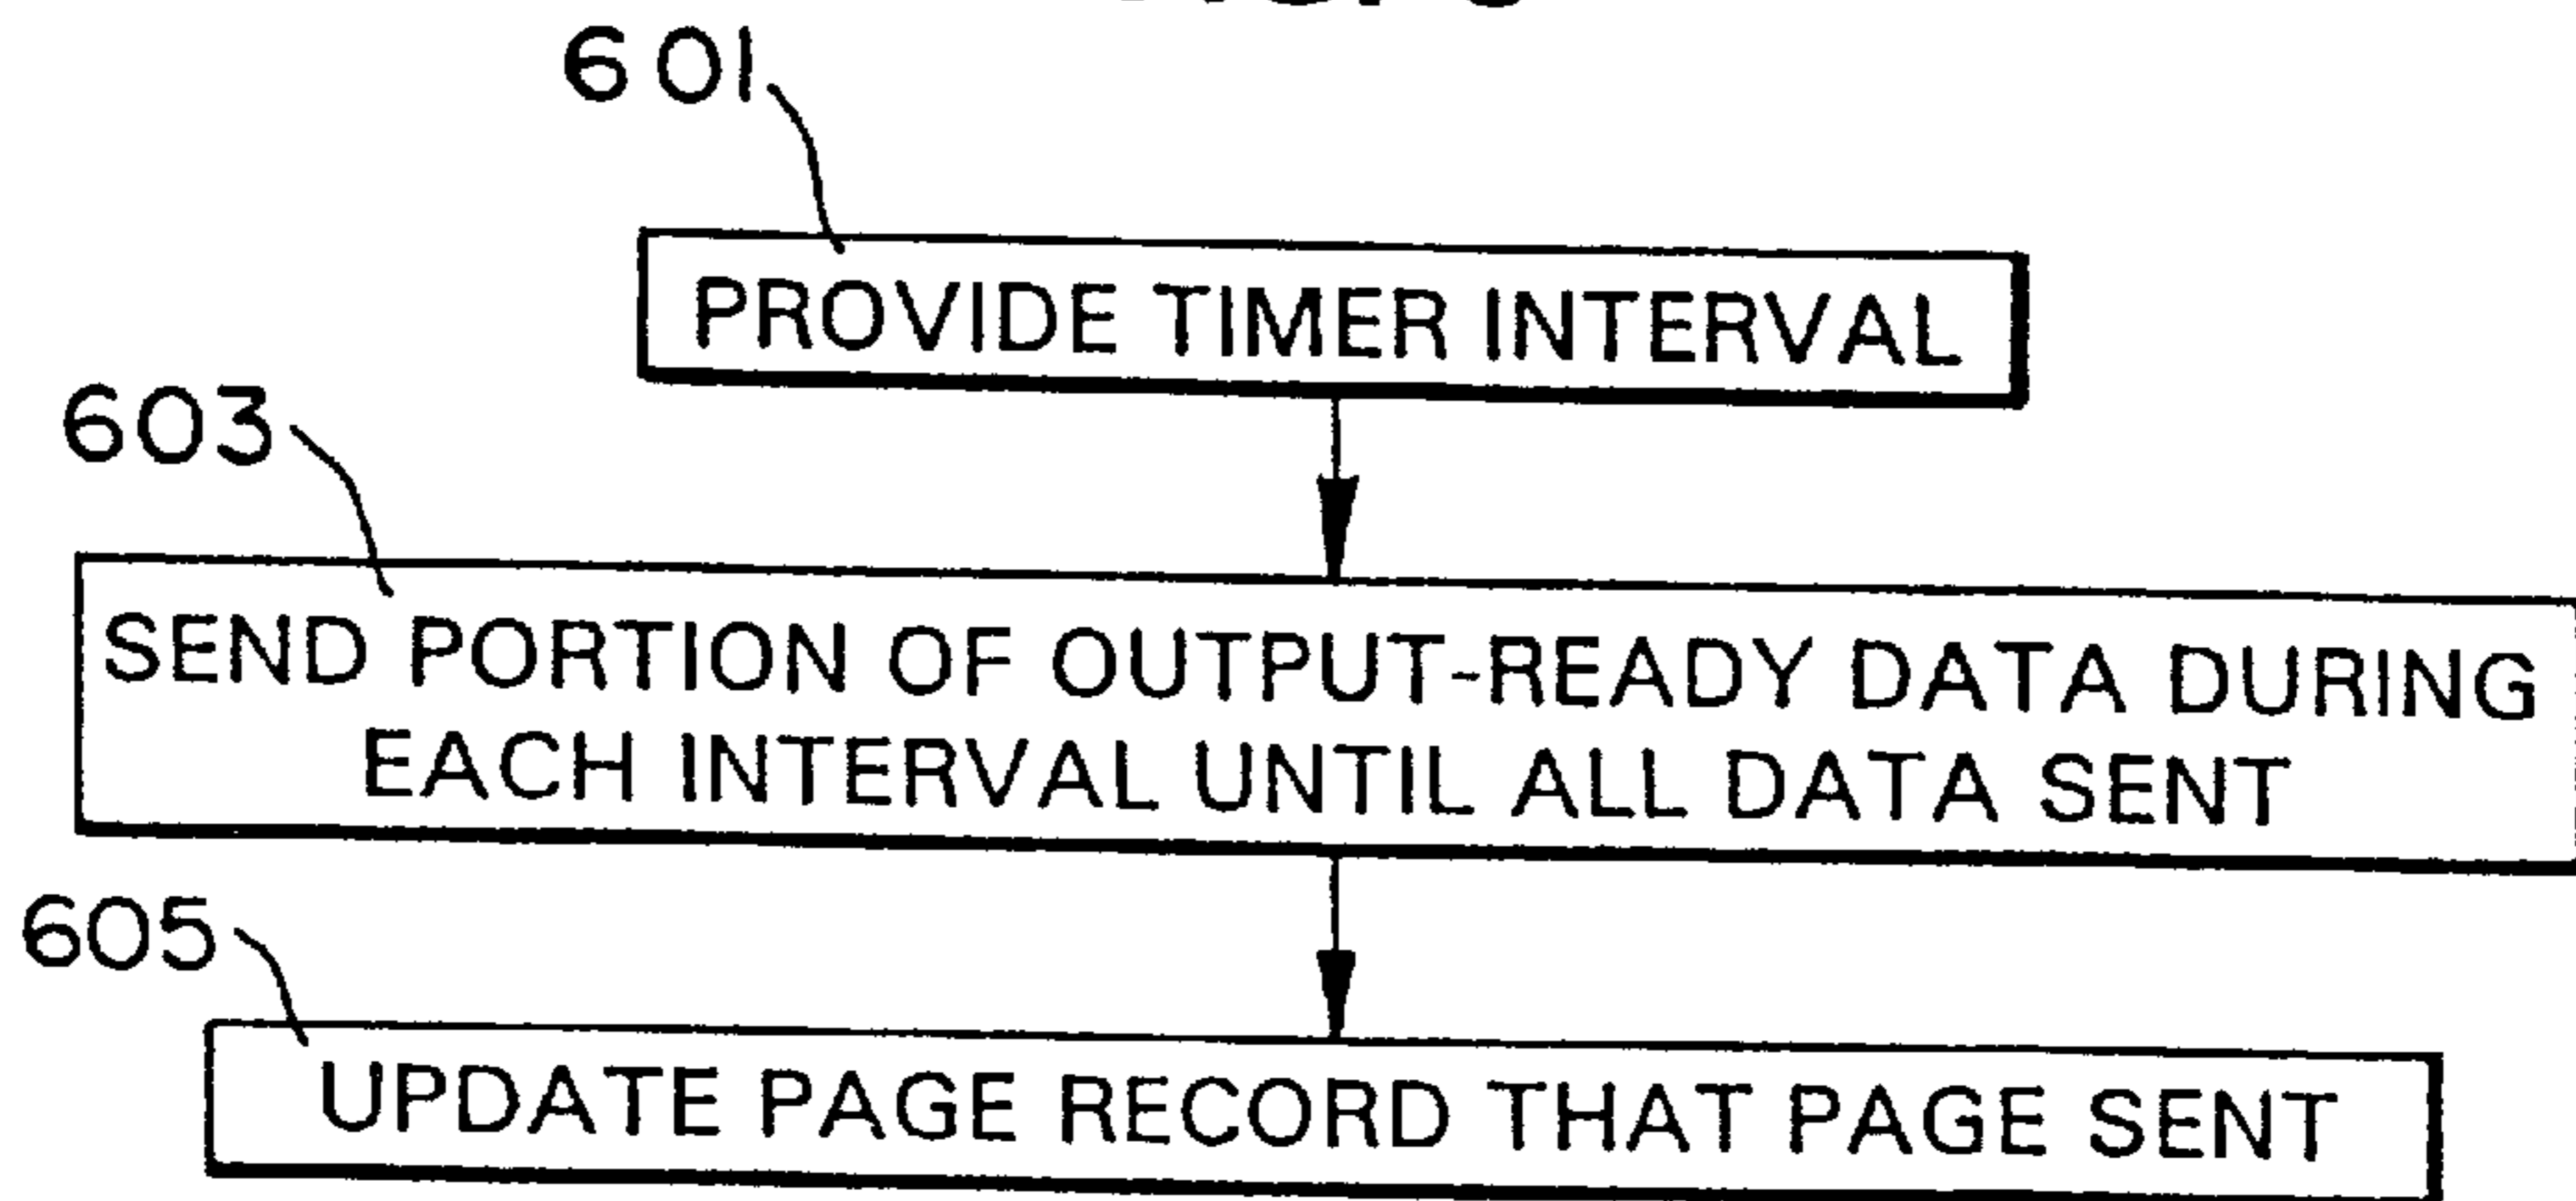 601
PROVIDE TIMER INTERVAL
603
SEND PORTION OF OUTPUT-READY DATA DURING
EACH INTERVAL UNTIL ALL DATA SENT
605
UPDATE PAGE RECORD THAT PAGE SENT